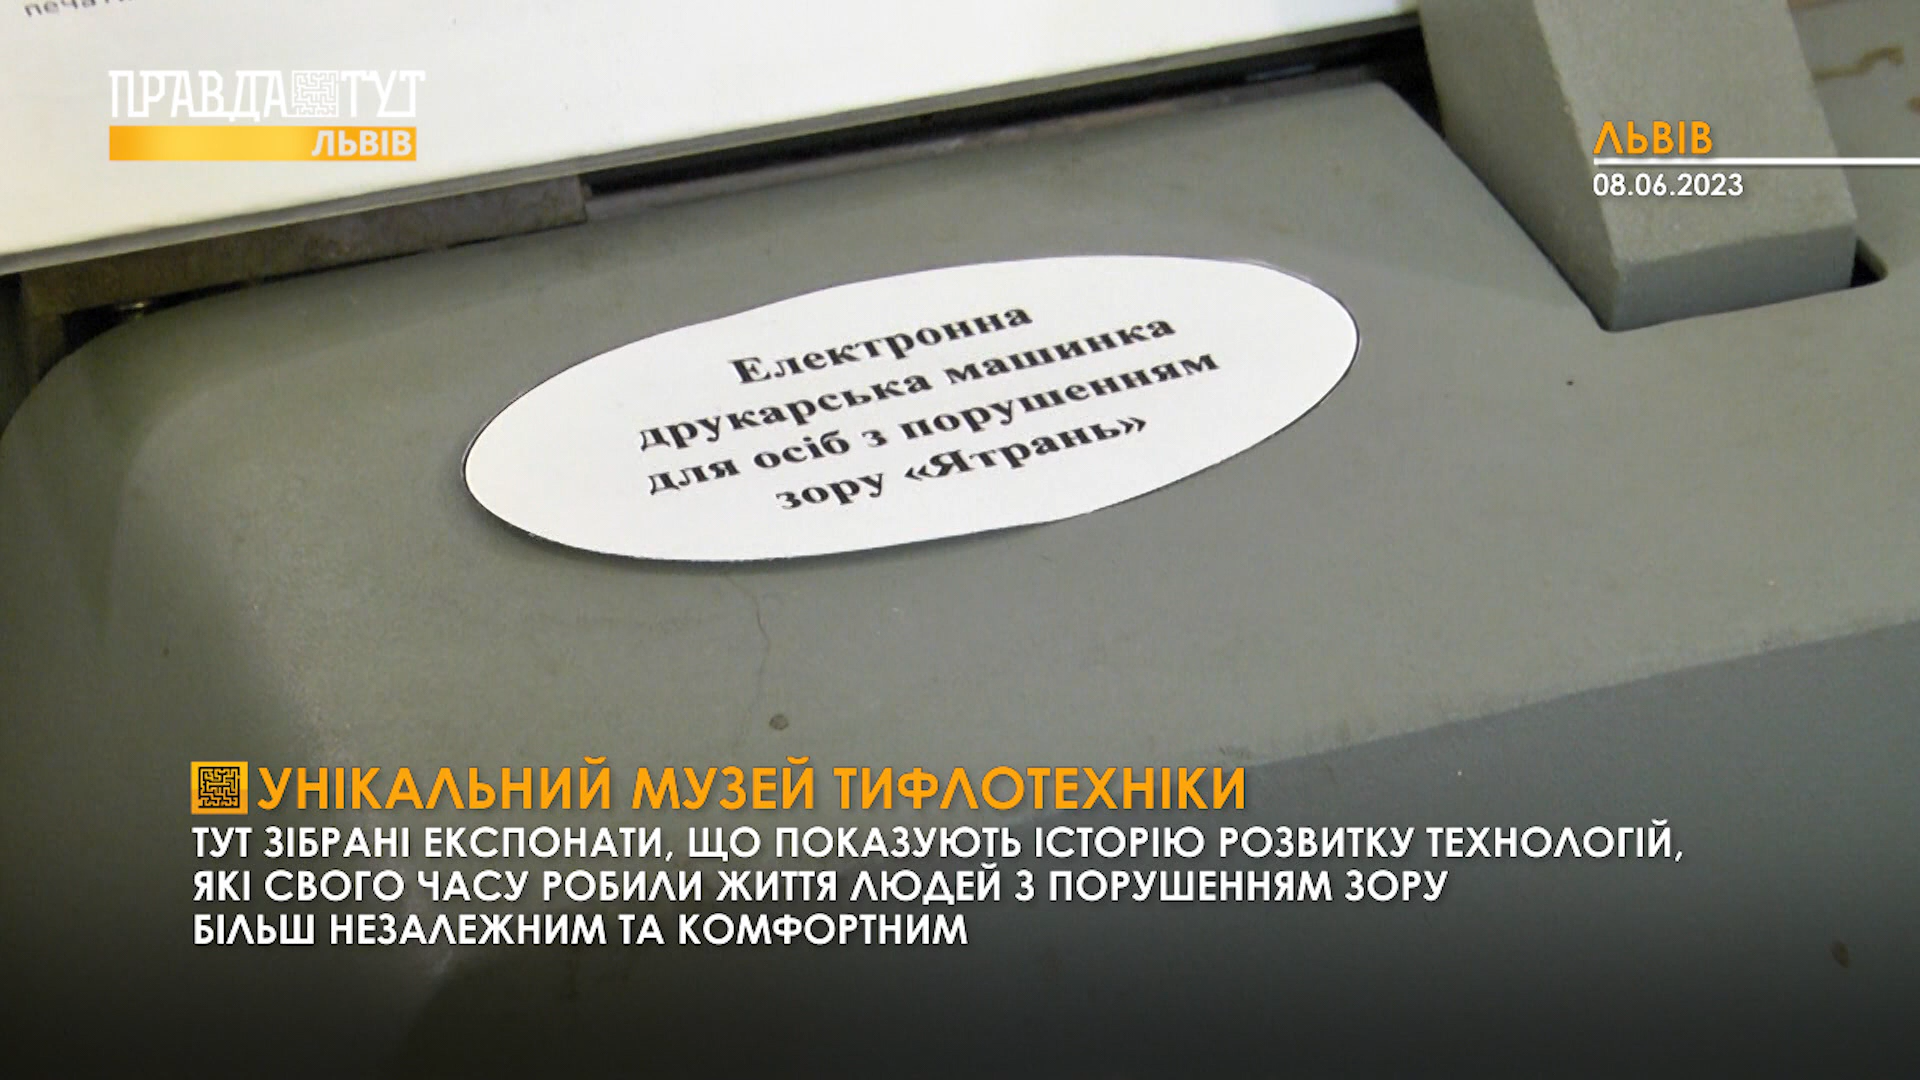 ПРАВДА ТУТ
ЛЬВІВ
ЛЬВІВ
08.06.2023
Електронна
друкарська машинка
для осіб з порушенням
зору «Ятрань»
УНІКАЛЬНИЙ МУЗЕЙ ТИФЛОТЕХНІКИ
ТУТ ЗІБРАНІ ЕКСПОНАТИ, ЩО ПОКАЗУЮТЬ ІСТОРІЮ РОЗВИТКУ ТЕХНОЛОГІЙ,
ЯКІ СВОГО ЧАСУ РОБИЛИ ЖИТТЯ ЛЮДЕЙ З ПОРУШЕННЯМ ЗОРУ
БІЛЬШ НЕЗАЛЕЖНИМ ТА КОМФОРТНИМ